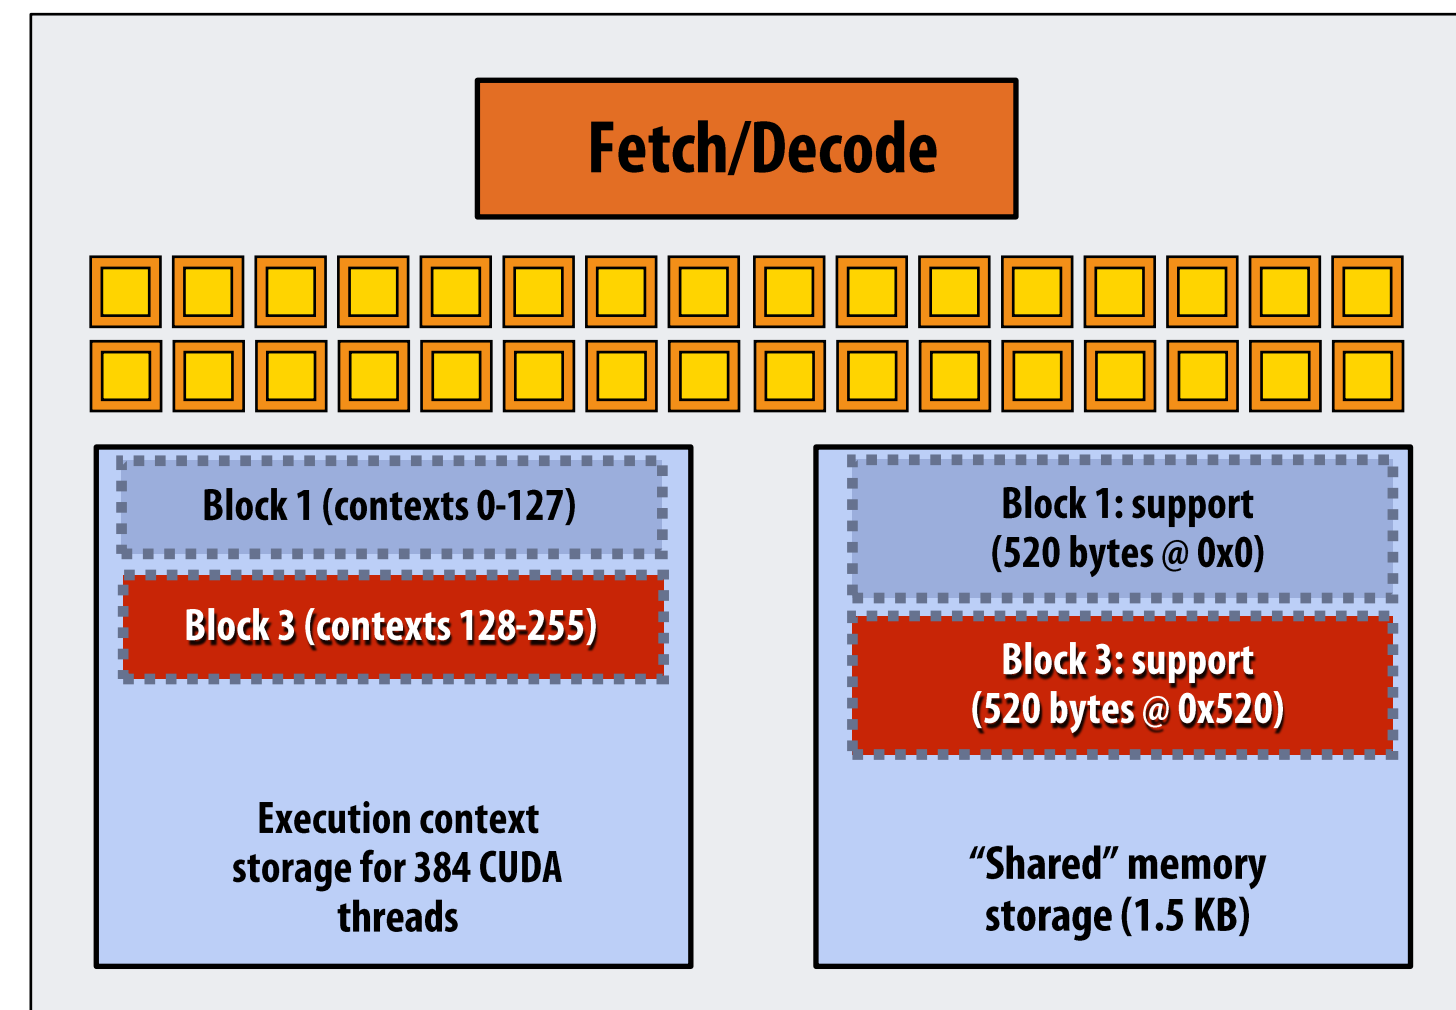 Fetch/Decode
Block 1 (contexts 0-127)
Block 3 (contexts 128-255)
Execution context
storage for 384 CUDA
threads
Block 1: support
(520 bytes @ 0x0)
Block 3: support
(520 bytes @ 0x520)
“Shared” memory
storage (1.5 KB)